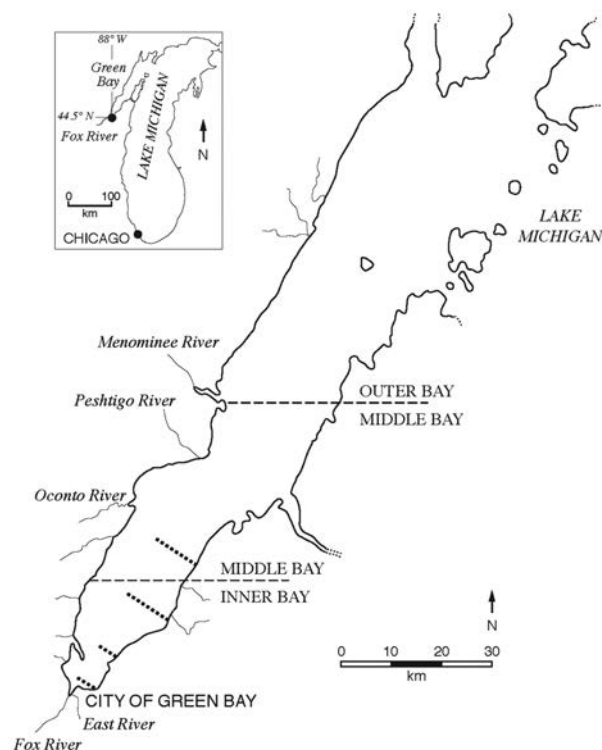 88° W
Green
Bay
44.5° N
Fox River
LAKE MICHIGAN
N
0 100
km
CHICAGO
LAKE
MICHIGAN
Menominee River
Peshtigo River
OUTER BAY
MIDDLE BAY
Oconto River
MIDDLE BAY
INNER BAY
N
0 10 20 30
km
CITY OF GREEN BAY
East River
Fox River